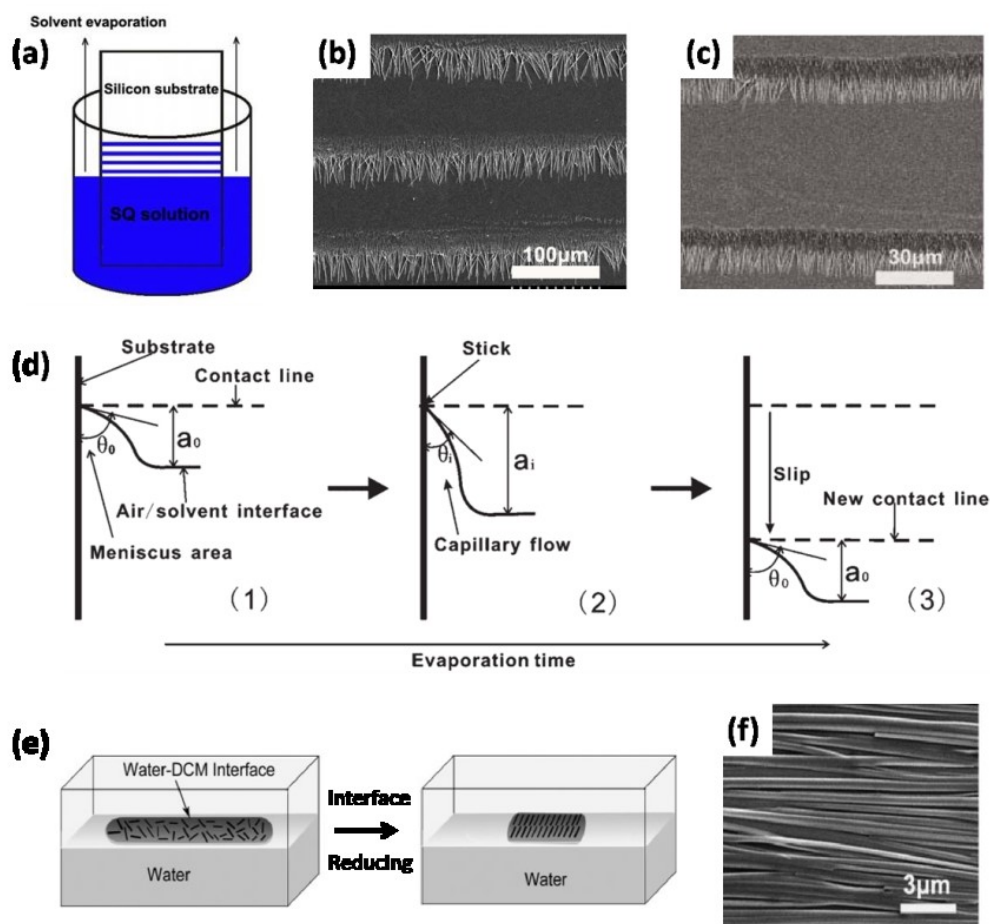 Solvent evaporation
(a)
Silicon substrate
SQ solution
(b)
100μm
(c)
30μm
(d)
Substrate
Contact line
θ₀
a₀
Air/solvent interface
Meniscus area
(1)
Stick
θᵢ
aᵢ
Capillary flow
(2)
Slip
New contact line
θ₀
a₀
(3)
Evaporation time
(e)
Water-DCM Interface
Water
Interface
Reducing
Water
(f)
3μm